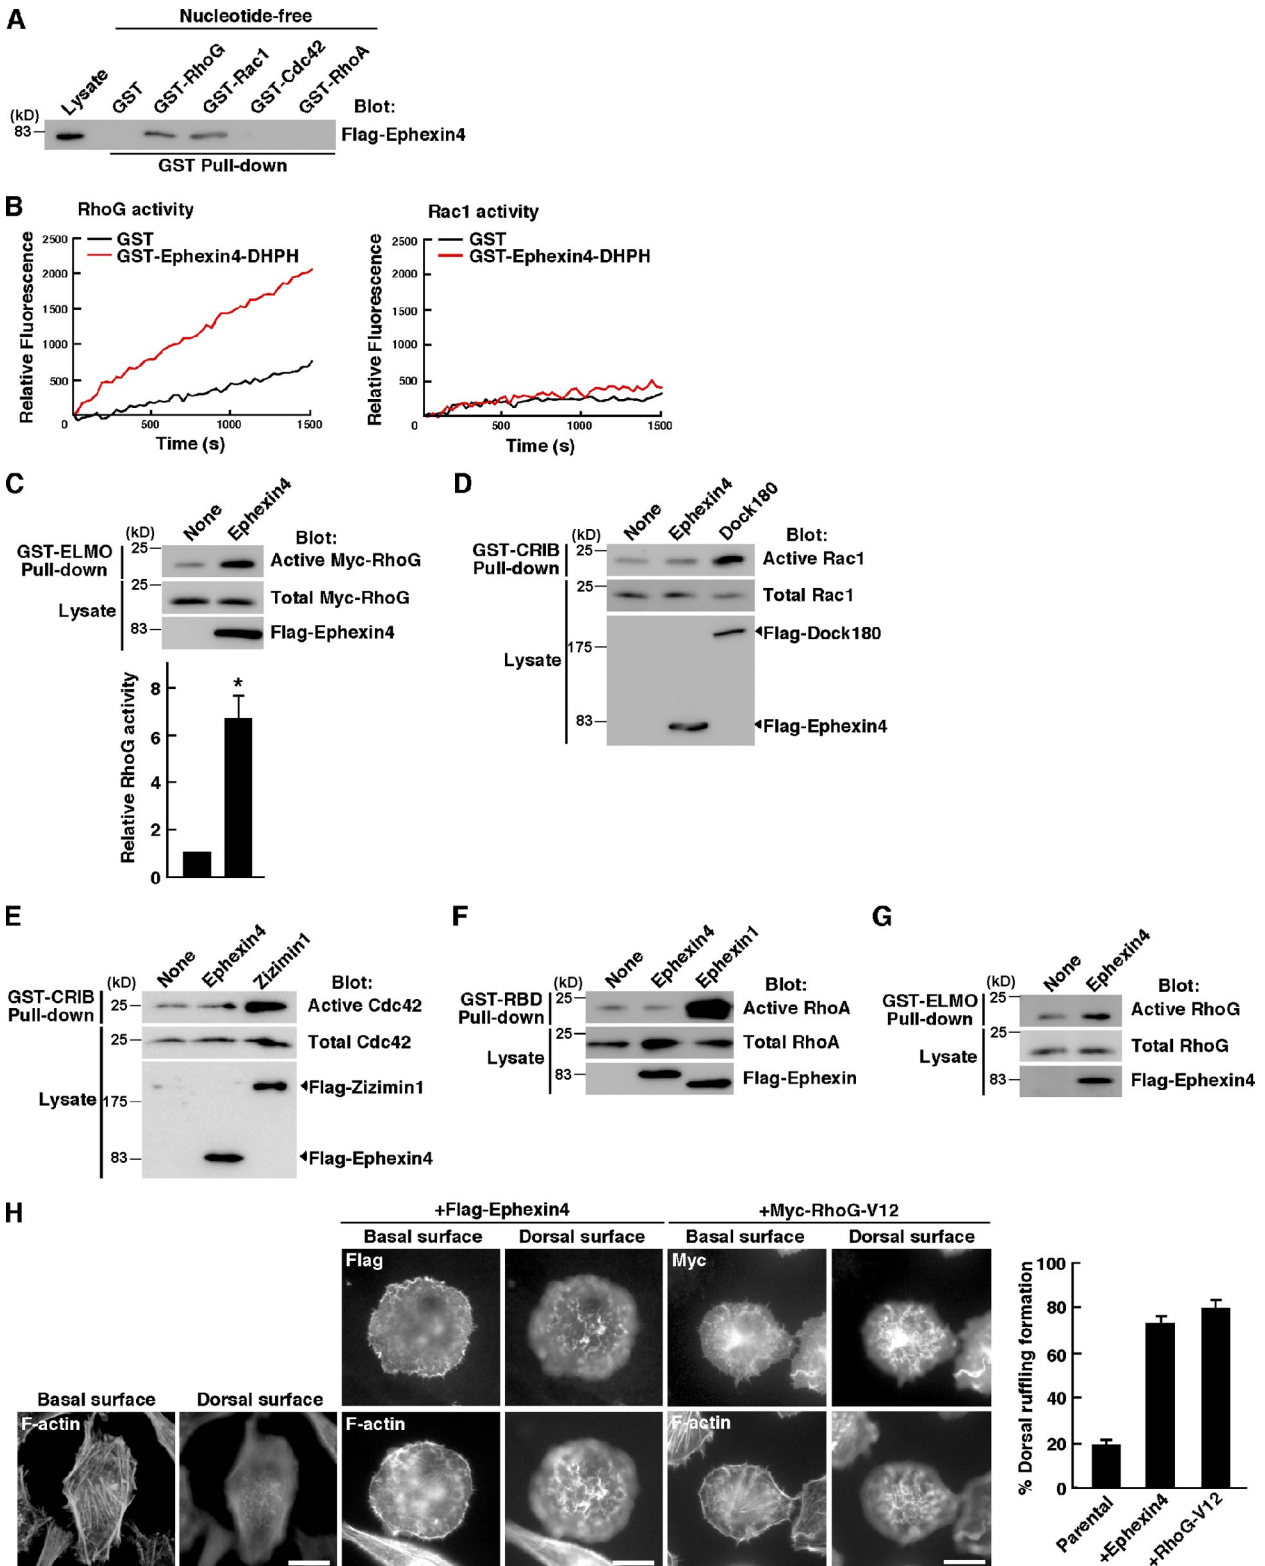 A
Nucleotide-free
Lysate
GST
GST-RhoG
GST-Rac1
GST-Cdc42
GST-RhoA
Blot:
(kD)
83
Flag-Ephexin4
GST Pull-down
B
RhoG activity
Relative Fluorescence
2500
2000
1500
1000
500
0
GST
GST-Ephexin4-DHPH
500
1000
1500
Time (s)
Rac1 activity
Relative Fluorescence
2500
2000
1500
1000
500
0
GST
GST-Ephexin4-DHPH
500
1000
1500
Time (s)
C
None
Ephexin4
(kD)
Blot:
GST-ELMO
Pull-down
25
Active Myc-RhoG
Lysate
25
Total Myc-RhoG
83
Flag-Ephexin4
Relative RhoG activity
8
6
4
2
0
*
D
None
Ephexin4
Dock180
(kD)
Blot:
GST-CRIB
Pull-down
25
Active Rac1
25
Total Rac1
Lysate
175
Flag-Dock180
83
Flag-Ephexin4
E
None
Ephexin4
Zizimin1
(kD)
Blot:
GST-CRIB
Pull-down
25
Active Cdc42
25
Total Cdc42
Lysate
175
Flag-Zizimin1
83
Flag-Ephexin4
F
None
Ephexin4
Ephexin1
(kD)
Blot:
GST-RBD
Pull-down
25
Active RhoA
Lysate
25
Total RhoA
83
Flag-Ephexin
G
None
Ephexin4
(kD)
Blot:
GST-ELMO
Pull-down
25
Active RhoG
Lysate
25
Total RhoG
83
Flag-Ephexin4
H
+Flag-Ephexin4
+Myc-RhoG-V12
Basal surface
Dorsal surface
Basal surface
Dorsal surface
Flag
Myc
Basal surface
Dorsal surface
F-actin
F-actin
F-actin
% Dorsal ruffling formation
100
80
60
40
20
0
Parental
+Ephexin4
+RhoG-V12